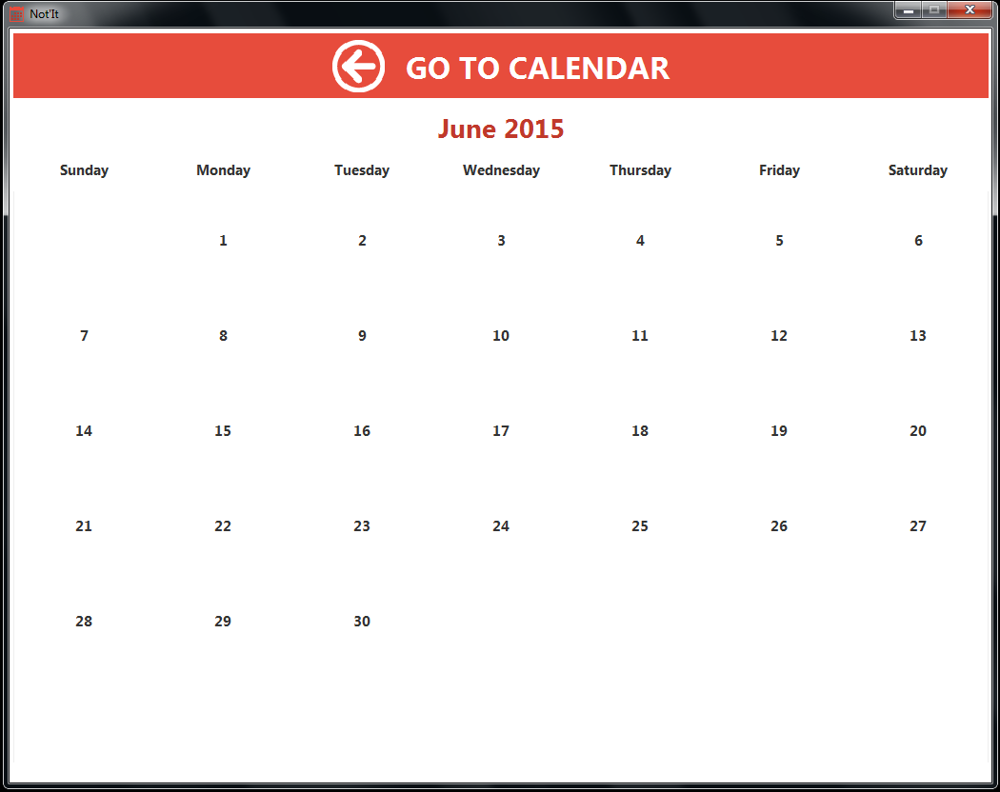 Not'It
GO TO CALENDAR
June 2015
Sunday Monday Tuesday Wednesday Thursday Friday Saturday
1 2 3 4 5 6
7 8 9 10 11 12 13
14 15 16 17 18 19 20
21 22 23 24 25 26 27
28 29 30